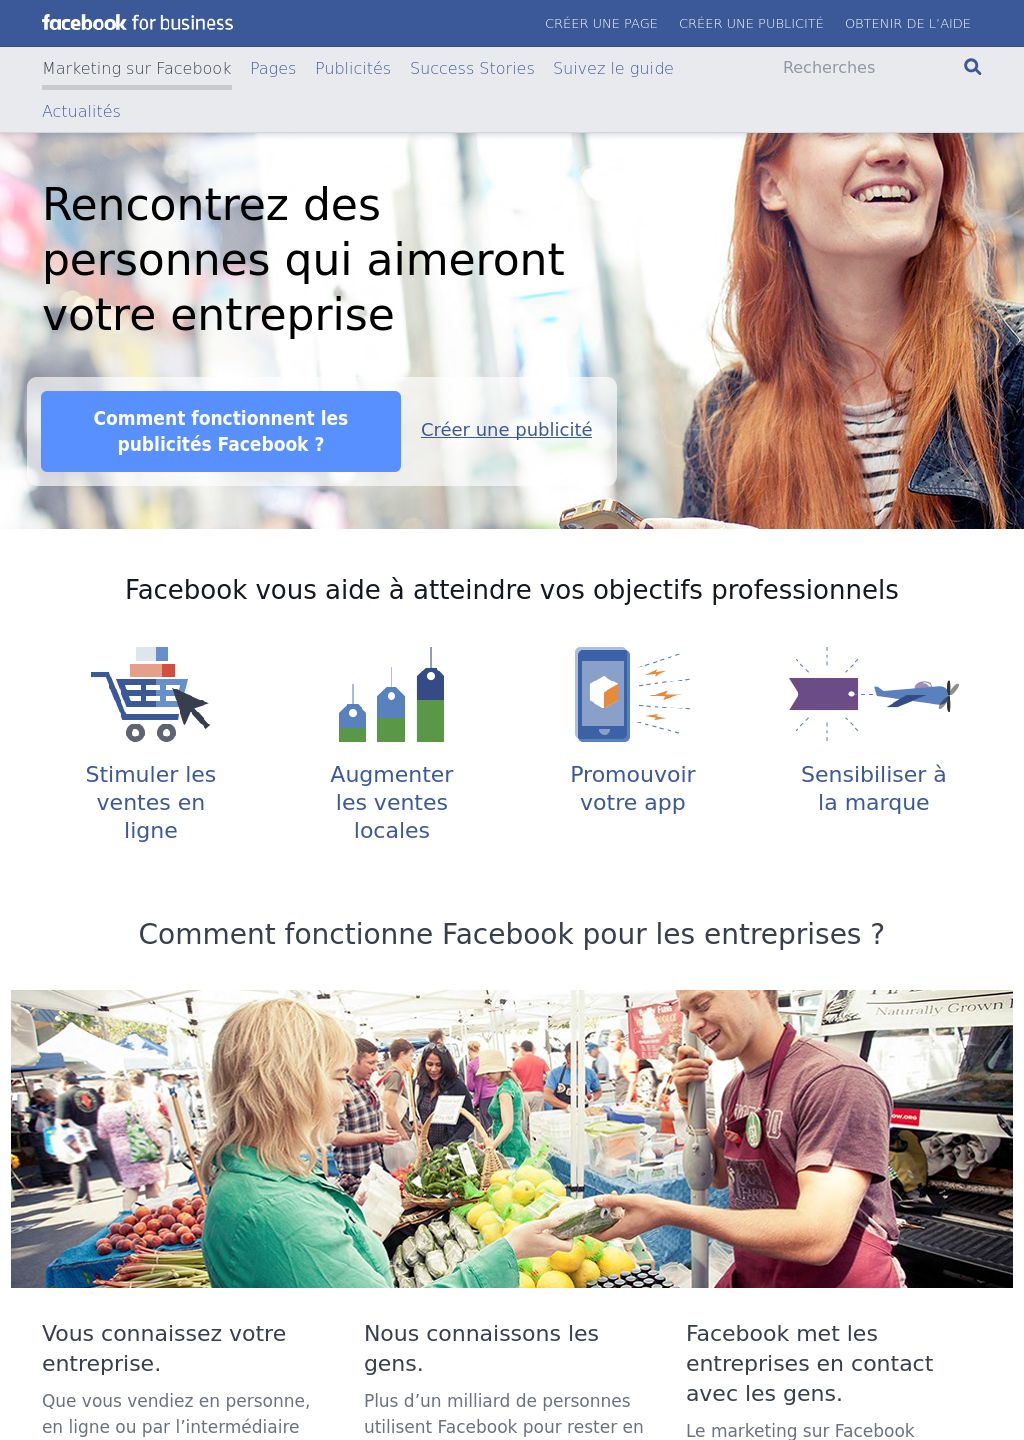 facebook for business
CRÉER UNE PAGE
CRÉER UNE PUBLICITÉ
OBTENIR DE L’AIDE
Marketing sur Facebook
Pages
Publicités
Success Stories
Suivez le guide
Recherches
Actualités
Rencontrez des
personnes qui aimeront
votre entreprise
Comment fonctionnent les
publicités Facebook ?
Créer une publicité
Facebook vous aide à atteindre vos objectifs professionnels
Stimuler les
ventes en
ligne
Augmenter
les ventes
locales
Promouvoir
votre app
Sensibiliser à
la marque
Comment fonctionne Facebook pour les entreprises ?
Naturally Grown
Vous connaissez votre
entreprise.
Que vous vendiez en personne,
en ligne ou par l’intermédiaire
Nous connaissons les
gens.
Plus d’un milliard de personnes
utilisent Facebook pour rester en
Facebook met les
entreprises en contact
avec les gens.
Le marketing sur Facebook